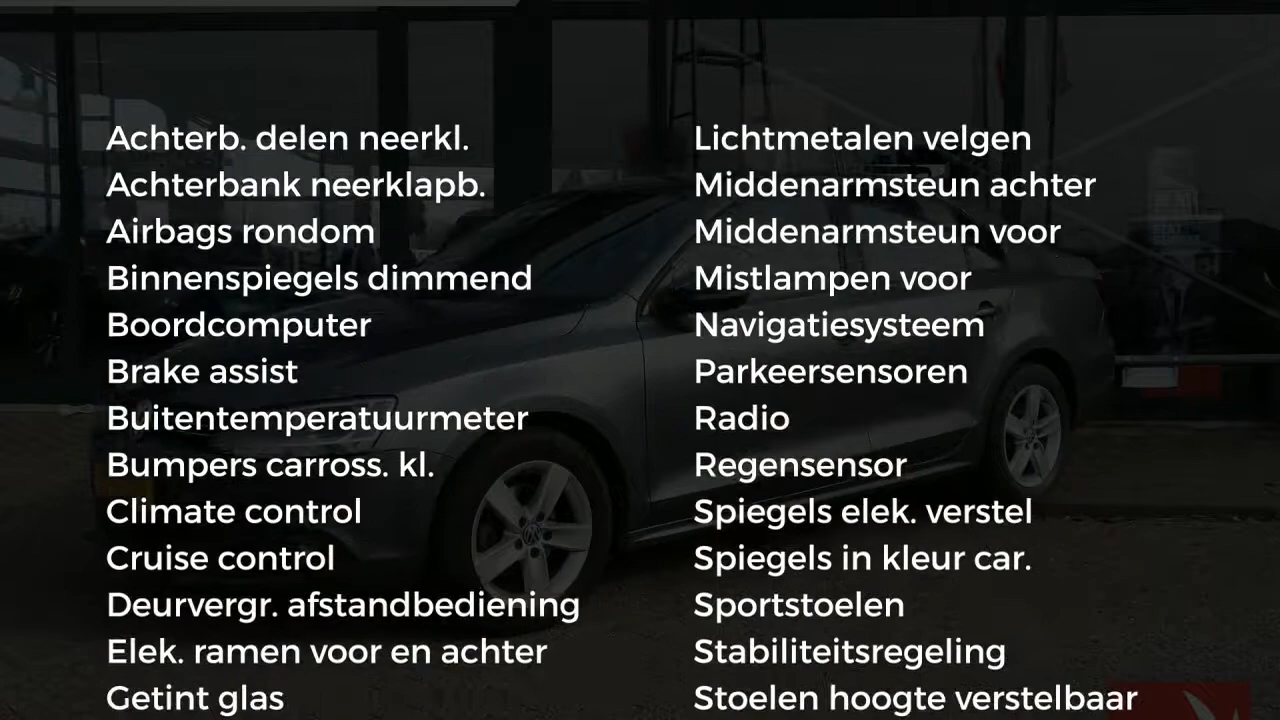 Achterb. delen neerkl.
Achterbank neerklapb.
Airbags rondom
Binnenspiegels dimmend
Boordcomputer
Brake assist
Buitentemperatuurmeter
Bumpers carross. kl.
Climate control
Cruise control
Deurvergr. afstandbediening
Elek. ramen voor en achter
Getint glas
Lichtmetalen velgen
Middenarmsteun achter
Middenarmsteun voor
Mistlampen voor
Navigatiesysteem
Parkeersensoren
Radio
Regensensor
Spiegels elek. verstel
Spiegels in kleur car.
Sportstoelen
Stabiliteitsregeling
Stoelen hoogte verstelbaar